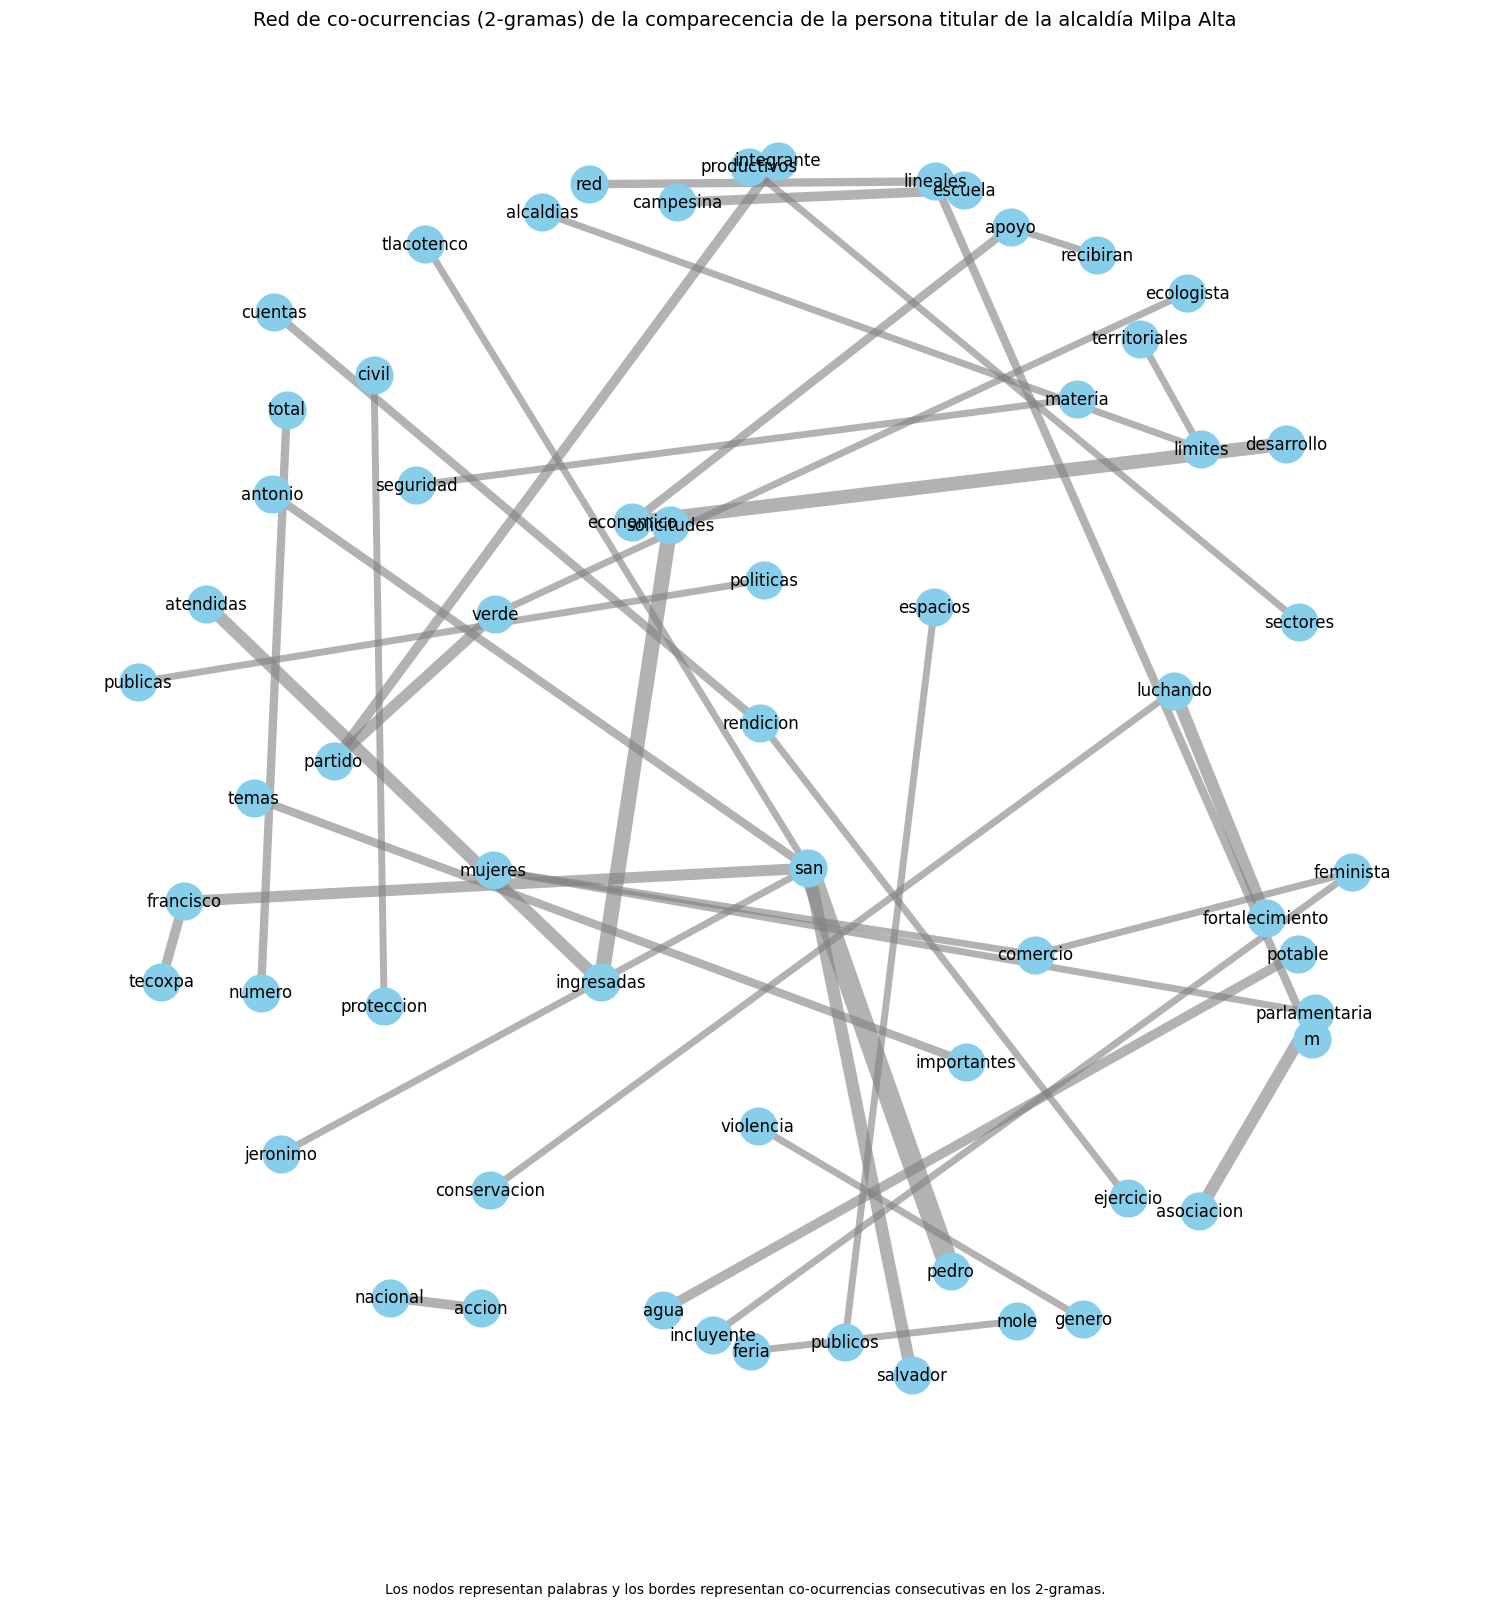 Red de co-ocurrencias (2-gramas) de la comparecencia de la persona titular de la alcaldía Milpa Alta
integrante
productivos
red
lineales
escuela
campesina
alcaldias
apoyo
tlacotenco
recibiran
ecologista
cuentas
territoriales
civil
materia
total
desarrollo
limites
seguridad
antonio
economico
solicitudes
politicas
atendidas
espacios
verde
sectores
publicas
luchando
rendicion
partido
temas
san
mujeres
feminista
francisco
fortalecimiento
comercio
potable
tecoxpa
ingresadas
numero
proteccion
parlamentaria
m
importantes
violencia
jeronimo
conservacion
ejercicio
asociacion
pedro
nacional
accion
agua
mole
genero
incluyente
publicos
feria
salvador
Los nodos representan palabras y los bordes representan co-ocurrencias consecutivas en los 2-gramas.